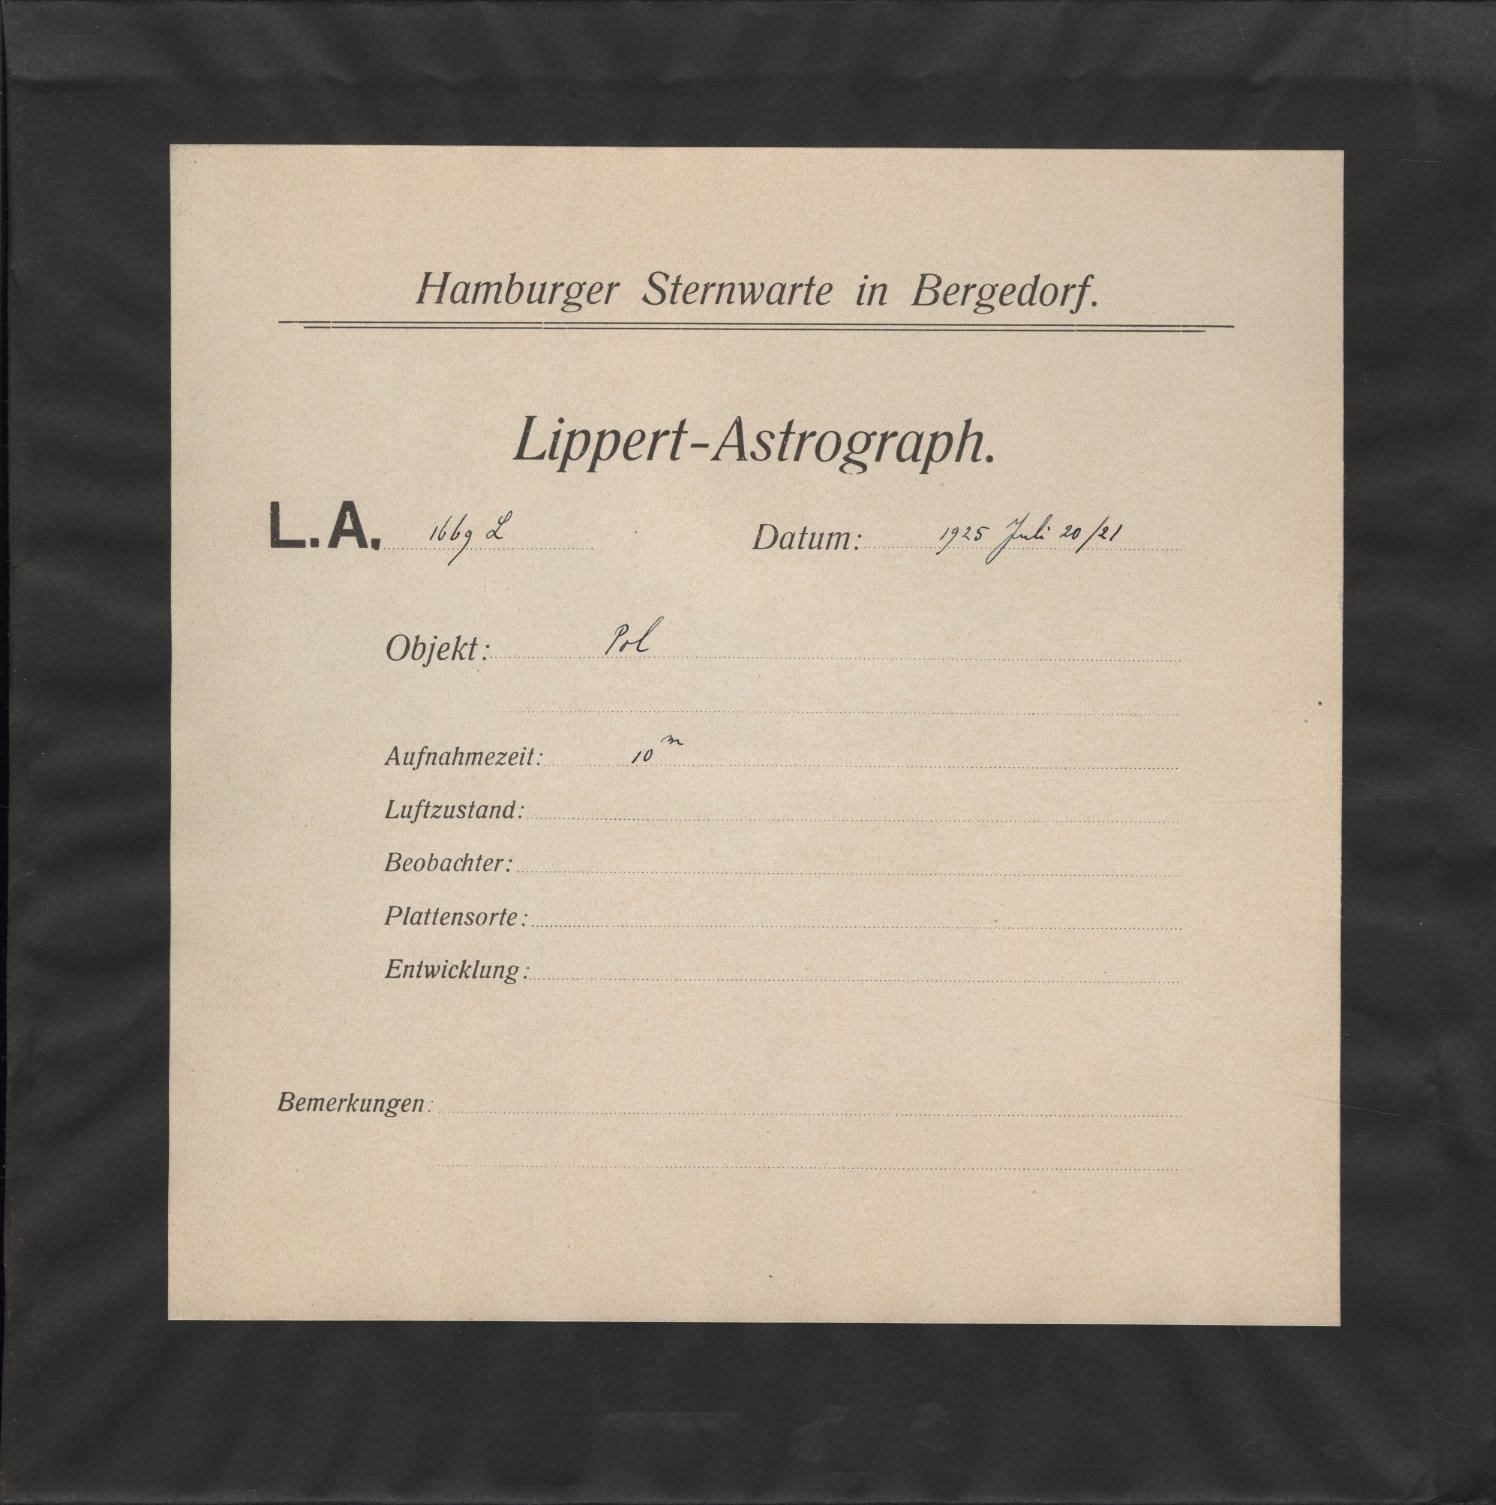 Hamburger Sternwarte in Bergedorf.
Lippert-Astrograph.
L.A. 1669 L Datum: 1925 Juli 20/21
Objekt: Pol
Aufnahmezeit: 10 m
Luftzustand:
Beobachter:
Plattensorte:
Entwicklung:
Bemerkungen: